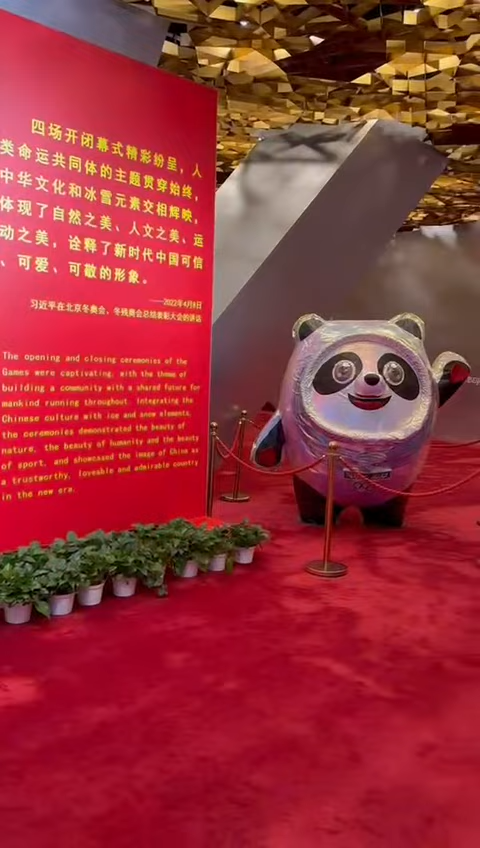 四场开闭幕式精彩纷呈，人
类命运共同体的主题贯穿始终，
中华文化和冰雪元素交相辉映，
体现了自然之美、人文之美、运
动之美，诠释了新时代中国可信
、可爱、可敬的形象。
——2022年4月8日
习近平在北京冬奥会、冬残奥会总结表彰大会的讲话
The opening and closing ceremonies of the
Games were captivating, with the theme of
building a community with a shared future for
mankind running throughout. Integrating the
Chinese culture with ice and snow elements,
the ceremonies demonstrated the beauty of
nature, the beauty of humanity and the beauty
of sport, and showcased the image of China as
a trustworthy, loveable and admirable country
in the new era.